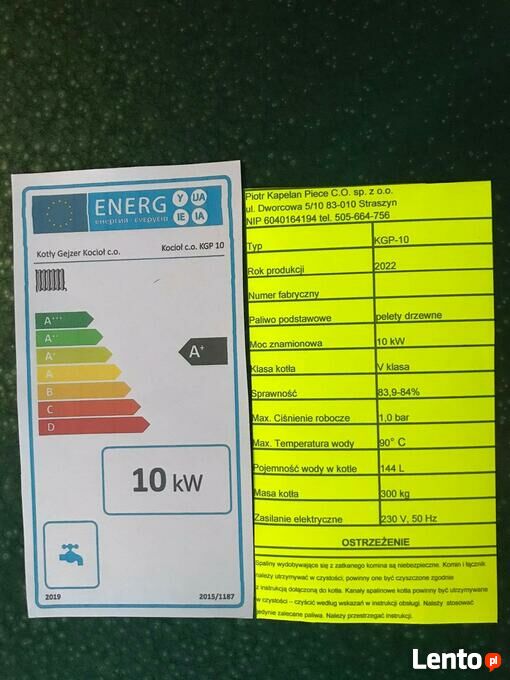 ENERG
енергия · ενεργεια
Y
IJA
IE
IA
Kotły Gejzer Kocioł c.o.
Kocioł c.o. KGP 10
A+++
A++
A+
A
B
C
D
A+
10 kW
2019
2015/1187
Piotr Kapelan Piece C.O. sp. z o.o.
ul. Dworcowa 5/10 83-010 Straszyn
NIP 6040164194 tel. 505-664-756
Typ KGP-10
Rok produkcji 2022
Numer fabryczny
Paliwo podstawowe pelety drzewne
Moc znamionowa 10 kW
Klasa kotła V klasa
Sprawność 83,9-84%
Max. Ciśnienie robocze 1,0 bar
Max. Temperatura wody 90° C
Pojemność wody w kotle 144 L
Masa kotła 300 kg
Zasilanie elektryczne 230 V, 50 Hz
OSTRZEŻENIE
Spaliny wydobywające się z zatkanego komina są niebezpieczne. Komin i łącznik
należy utrzymywać w czystości, powinny one być czyszczone zgodnie
z instrukcją dołączoną do kotła. Kanały spalinowe kotła powinny być utrzymywane
w czystości – czyścić według wskazań w instrukcji obsługi. Należy stosować
jedynie zalecane paliwa. Należy przestrzegać instrukcji.
Lento.pl